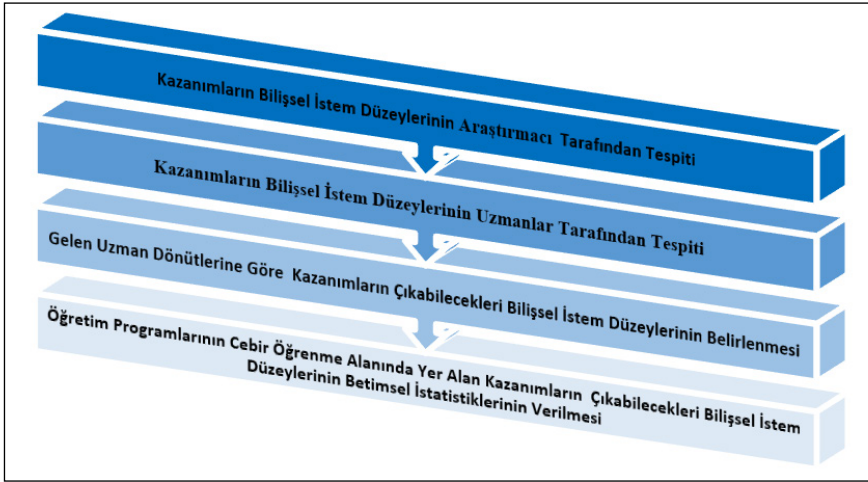 Kazanımların Bilişsel İstem Düzeylerinin Araştırmacı Tarafından Tespiti
Kazanımların Bilişsel İstem Düzeylerinin Uzmanlar Tarafından Tespiti
Gelen Uzman Dönütlerine Göre Kazanımların Çıkabilecekleri Bilişsel İstem Düzeylerinin Belirlenmesi
Öğretim Programlarının Cebir Öğrenme Alanında Yer Alan Kazanımların Çıkabilecekleri Bilişsel İstem
Düzeylerinin Betimsel İstatistiklerinin Verilmesi